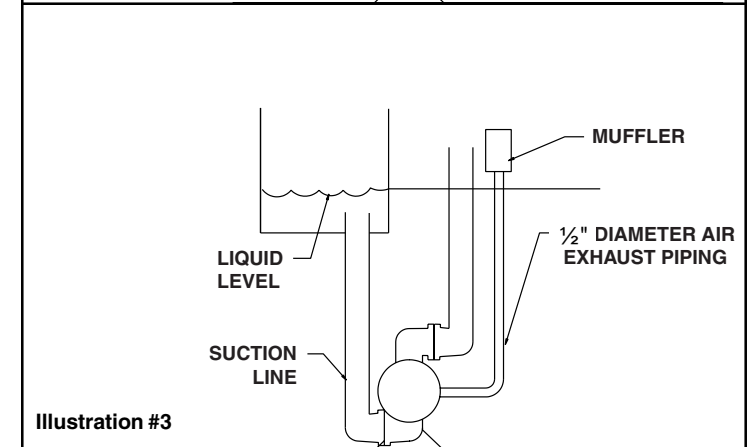 MUFFLER
½" DIAMETER AIR
EXHAUST PIPING
LIQUID
LEVEL
SUCTION
LINE
Illustration #3